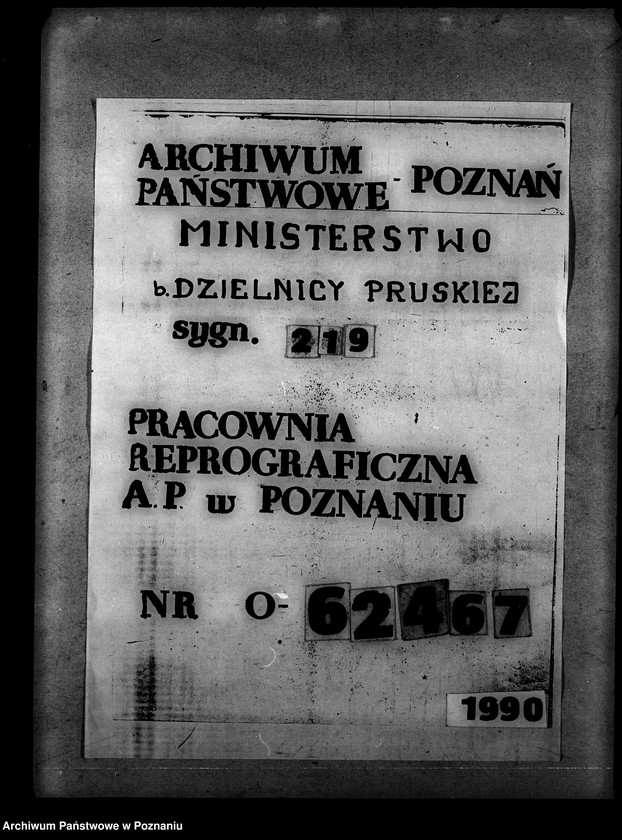 ARCHIWUM
PAŃSTWOWE - POZNAŃ
MINISTERSTWO
b. DZIELNICY PRUSKIEJ
sygn. 219
PRACOWNIA
REPROGRAFICZNA
A.P. w POZNANIU
NR O-62467
1990
Archiwum Państwowe w Poznaniu